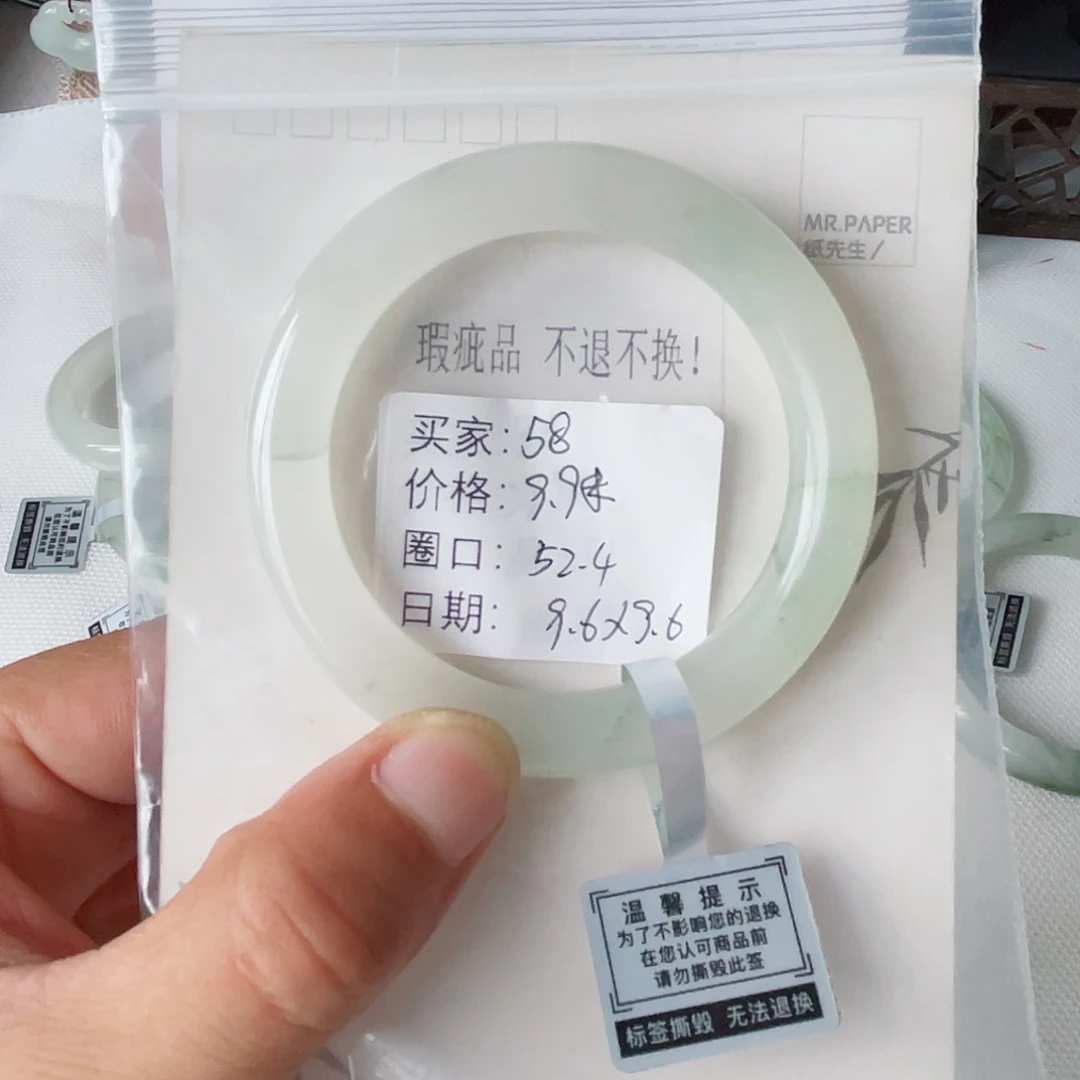 MR.PAPER
纸先生/
瑕疵品 不退不换!
买家:58
价格:9.9米
圈口:52.4
日期: 9.6x9.6
温馨提示
为了不影响您的退换
在您认可商品前
请勿撕毁此签
标签撕毁 无法退换